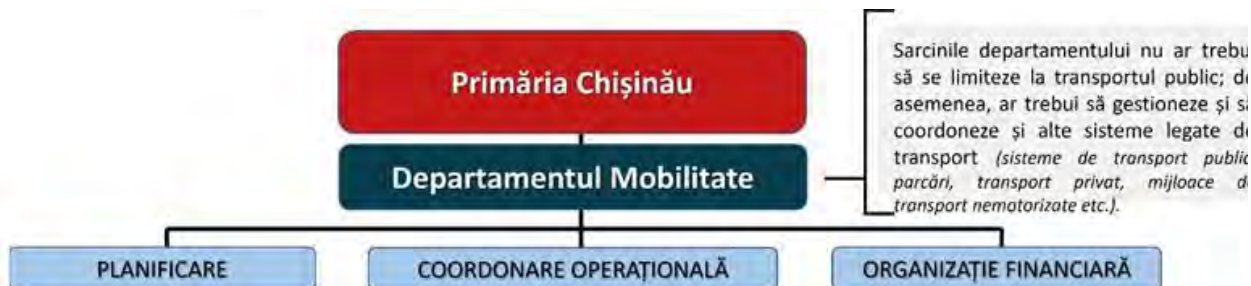 Primăria Chișinău
Departamentul Mobilitate
Sarcinile departamentului nu ar trebui
să se limiteze la transportul public; de
asemenea, ar trebui să gestioneze și să
coordoneze și alte sisteme legate de
transport (sisteme de transport public,
parcări, transport privat, mijloace de
transport nemotorizate etc.).
PLANIFICARE
COORDONARE OPERAȚIONALĂ
ORGANIZAȚIE FINANCIARĂ